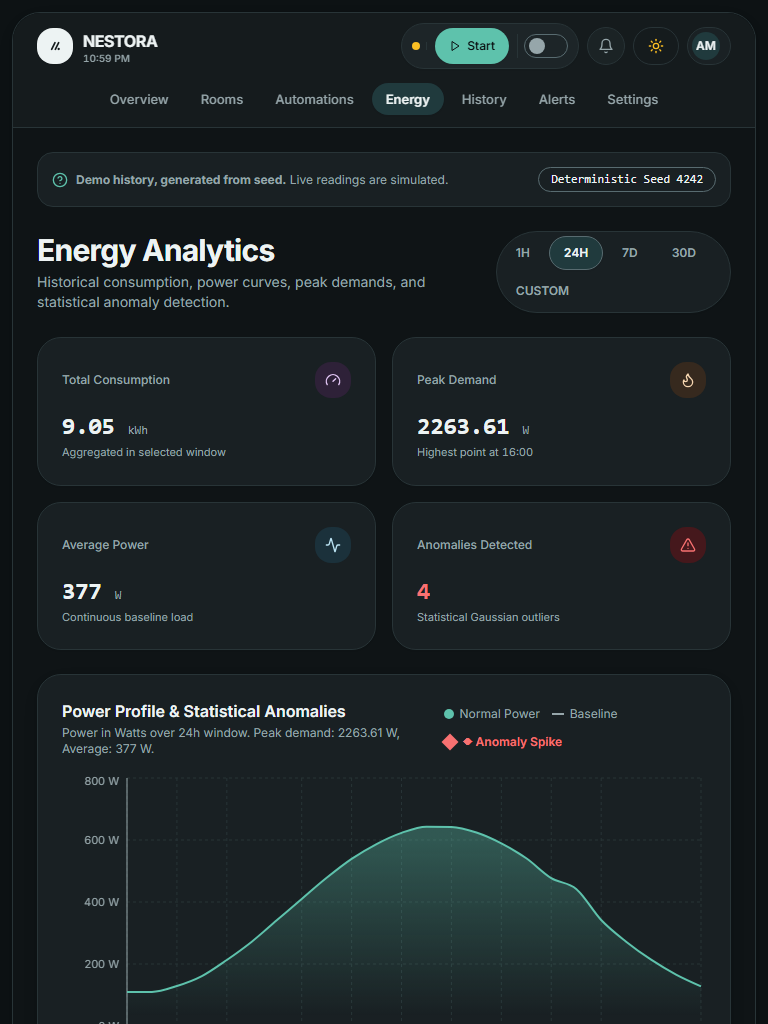 NESTORA
10:59 PM
Start
AM
Overview
Rooms
Automations
Energy
History
Alerts
Settings
Demo history, generated from seed. Live readings are simulated.
Deterministic Seed 4242
Energy Analytics
Historical consumption, power curves, peak demands, and
statistical anomaly detection.
1H
24H
7D
30D
CUSTOM
Total Consumption
9.05 kWh
Aggregated in selected window
Peak Demand
2263.61 W
Highest point at 16:00
Average Power
377 W
Continuous baseline load
Anomalies Detected
4
Statistical Gaussian outliers
Power Profile & Statistical Anomalies
Power in Watts over 24h window. Peak demand: 2263.61 W,
Average: 377 W.
Normal Power
Baseline
Anomaly Spike
800 W
600 W
400 W
200 W
0 W